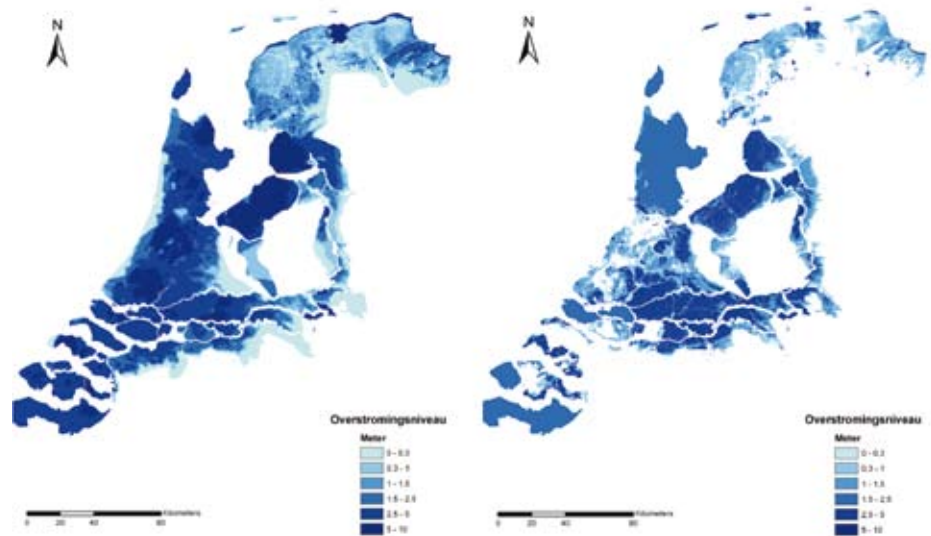 N
N
Overstromingsniveau
Meter
0 - 0,3
0,3 - 1
1 - 1,5
1,5 - 2,5
2,5 - 5
5 - 10
Kilometers
0 20 40 80
Overstromingsniveau
Meter
0 - 0,3
0,3 - 1
1 - 1,5
1,5 - 2,5
2,5 - 5
5 - 10
Kilometers
0 20 40 80